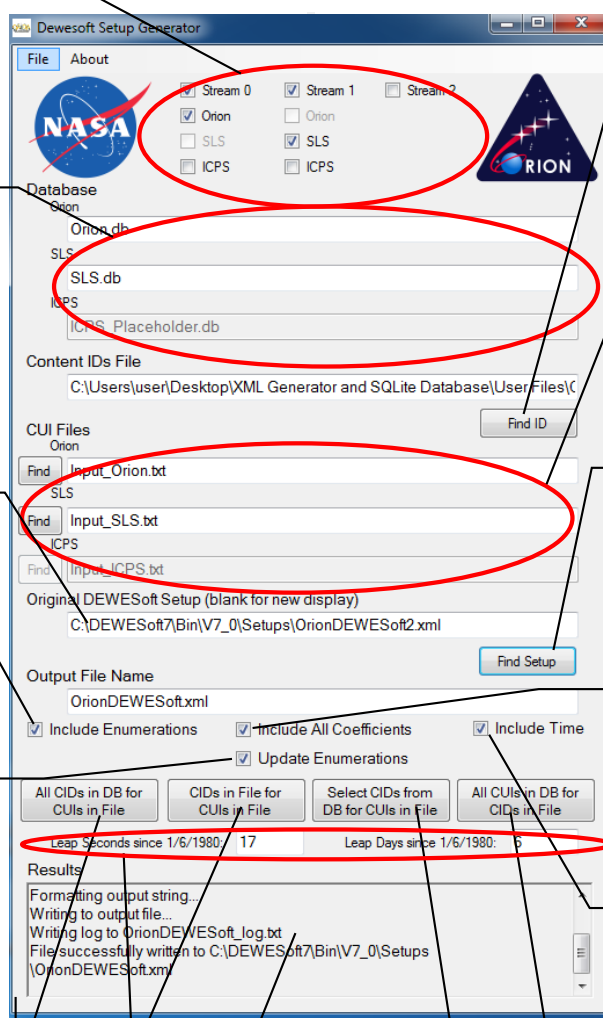 Dewesoft Setup Generator
File About
Stream 0 Stream 1 Stream 2
Orion Orion
SLS SLS
ICPS ICPS
NASA
ORION
Database
Orion
Orion.db
SLS
SLS.db
ICPS
ICPS_Placeholder.db
Content IDs File
C:\Users\user\Desktop\XML Generator and SQLite Database\User Files\
Find ID
CUI Files
Orion
Find Input_Orion.txt
SLS
Find Input_SLS.txt
ICPS
Find Input_ICPS.txt
Original DEWESoft Setup (blank for new display)
C:\DEWESoft7\Bin\V7_0\Setups\OrionDEWESoft2.xml
Find Setup
Output File Name
OrionDEWESoft.xml
Include Enumerations Include All Coefficients Include Time
Update Enumerations
All CIDs in DB for CIDs in File for Select CIDs from All CUIs in DB for
CUIs in File CUIs in File DB for CUIs in File CIDs in File
Leap Seconds since 1/6/1980: 17 Leap Days since 1/6/1980: 6
Results
Formatting output string...
Writing to output file...
Writing log to OrionDEWESoft_log.txt
File successfully written to C:\DEWESoft7\Bin\V7_0\Setups
\OrionDEWESoft.xml